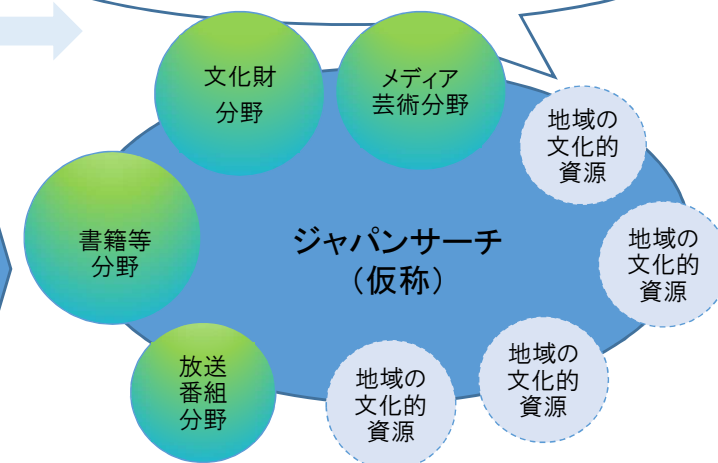 文化財
分野
メディア
芸術分野
地域の
文化的
資源
書籍等
分野
ジャパンサーチ
（仮称）
地域の
文化的
資源
放送
番組
分野
地域の
文化的
資源
地域の
文化的
資源